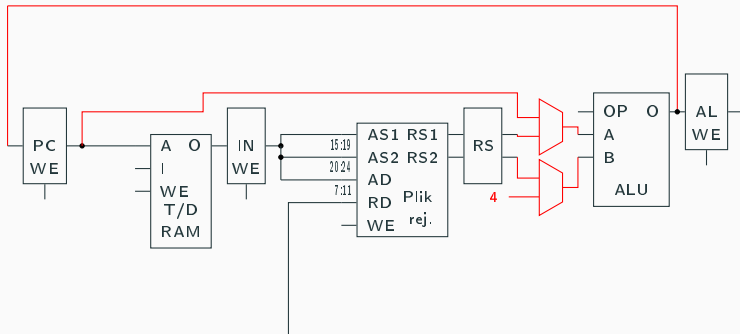 PC
WE
A O
I
WE
T/D
RAM
IN
WE
15:19
20:24
7:11
AS1 RS1
AS2 RS2
AD
RD
WE
Plik
rej.
RS
4
OP O
A
B
ALU
AL
WE